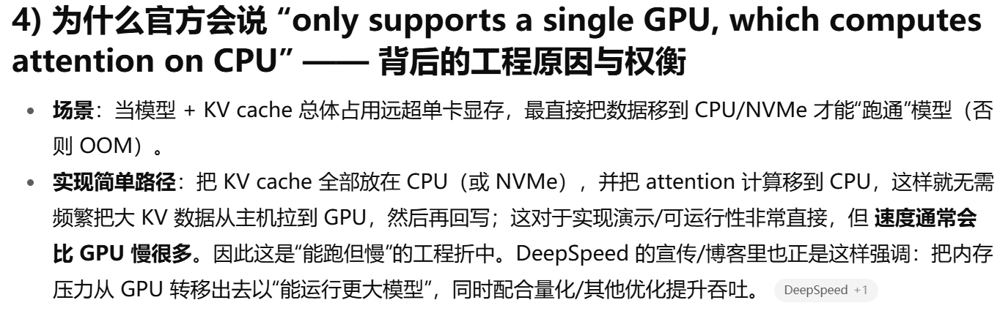 4) 为什么官方会说 “only supports a single GPU, which computes
attention on CPU” —— 背后的工程原因与权衡
• 场景：当模型 + KV cache 总体占用远超单卡显存，最直接把数据移到 CPU/NVMe 才能“跑通”模型（否
则 OOM）。
• 实现简单路径：把 KV cache 全部放在 CPU（或 NVMe），并把 attention 计算移到 CPU，这样就无需
频繁把大 KV 数据从主机拉到 GPU，然后再回写；这对于实现演示/可运行性非常直接，但 速度通常会
比 GPU 慢很多。因此这是“能跑但慢”的工程折中。DeepSpeed 的宣传/博客里也正是这样强调：把内存
压力从 GPU 转移出去以“能运行更大模型”，同时配合量化/其他优化提升吞吐。 DeepSpeed +1